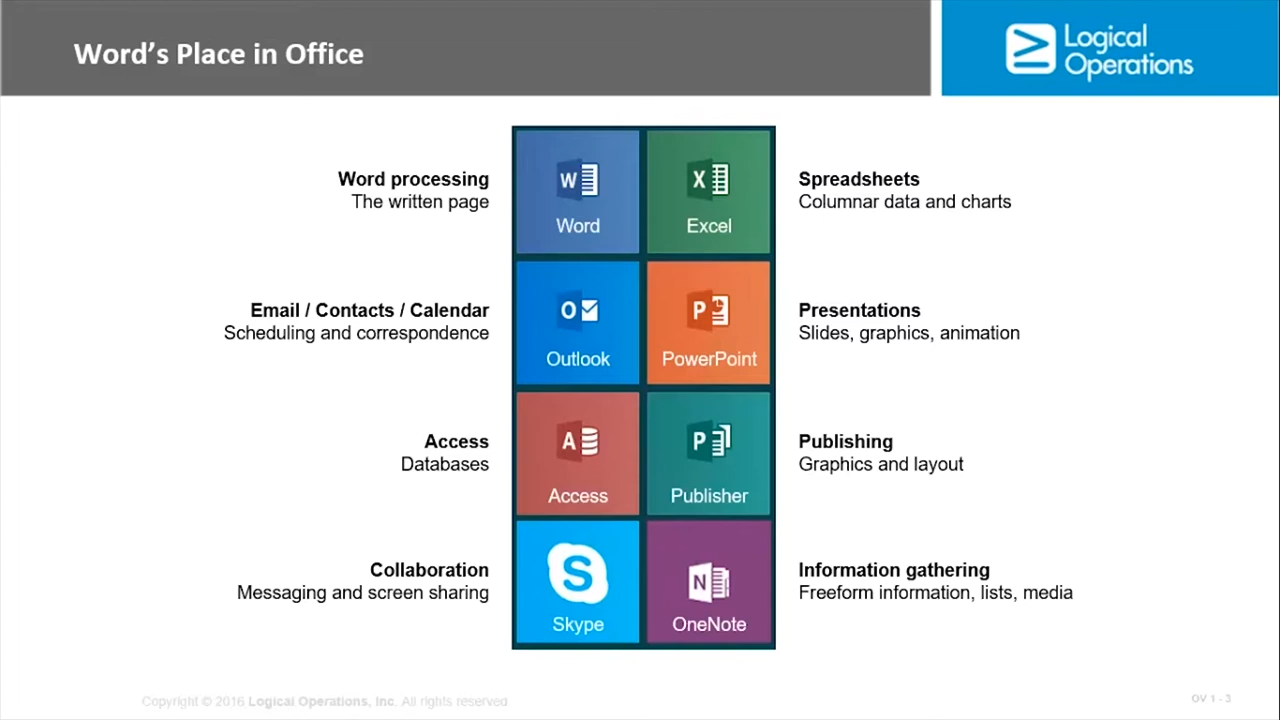 Word's Place in Office
Logical
Operations
Word processing
The written page
W
Word
X
Excel
Spreadsheets
Columnar data and charts
Email / Contacts / Calendar
Scheduling and correspondence
O
Outlook
P
PowerPoint
Presentations
Slides, graphics, animation
Access
Databases
A
Access
P
Publisher
Publishing
Graphics and layout
Collaboration
Messaging and screen sharing
S
Skype
N
OneNote
Information gathering
Freeform information, lists, media
Copyright © 2016 Logical Operations, Inc. All rights reserved
OV 1 - 3